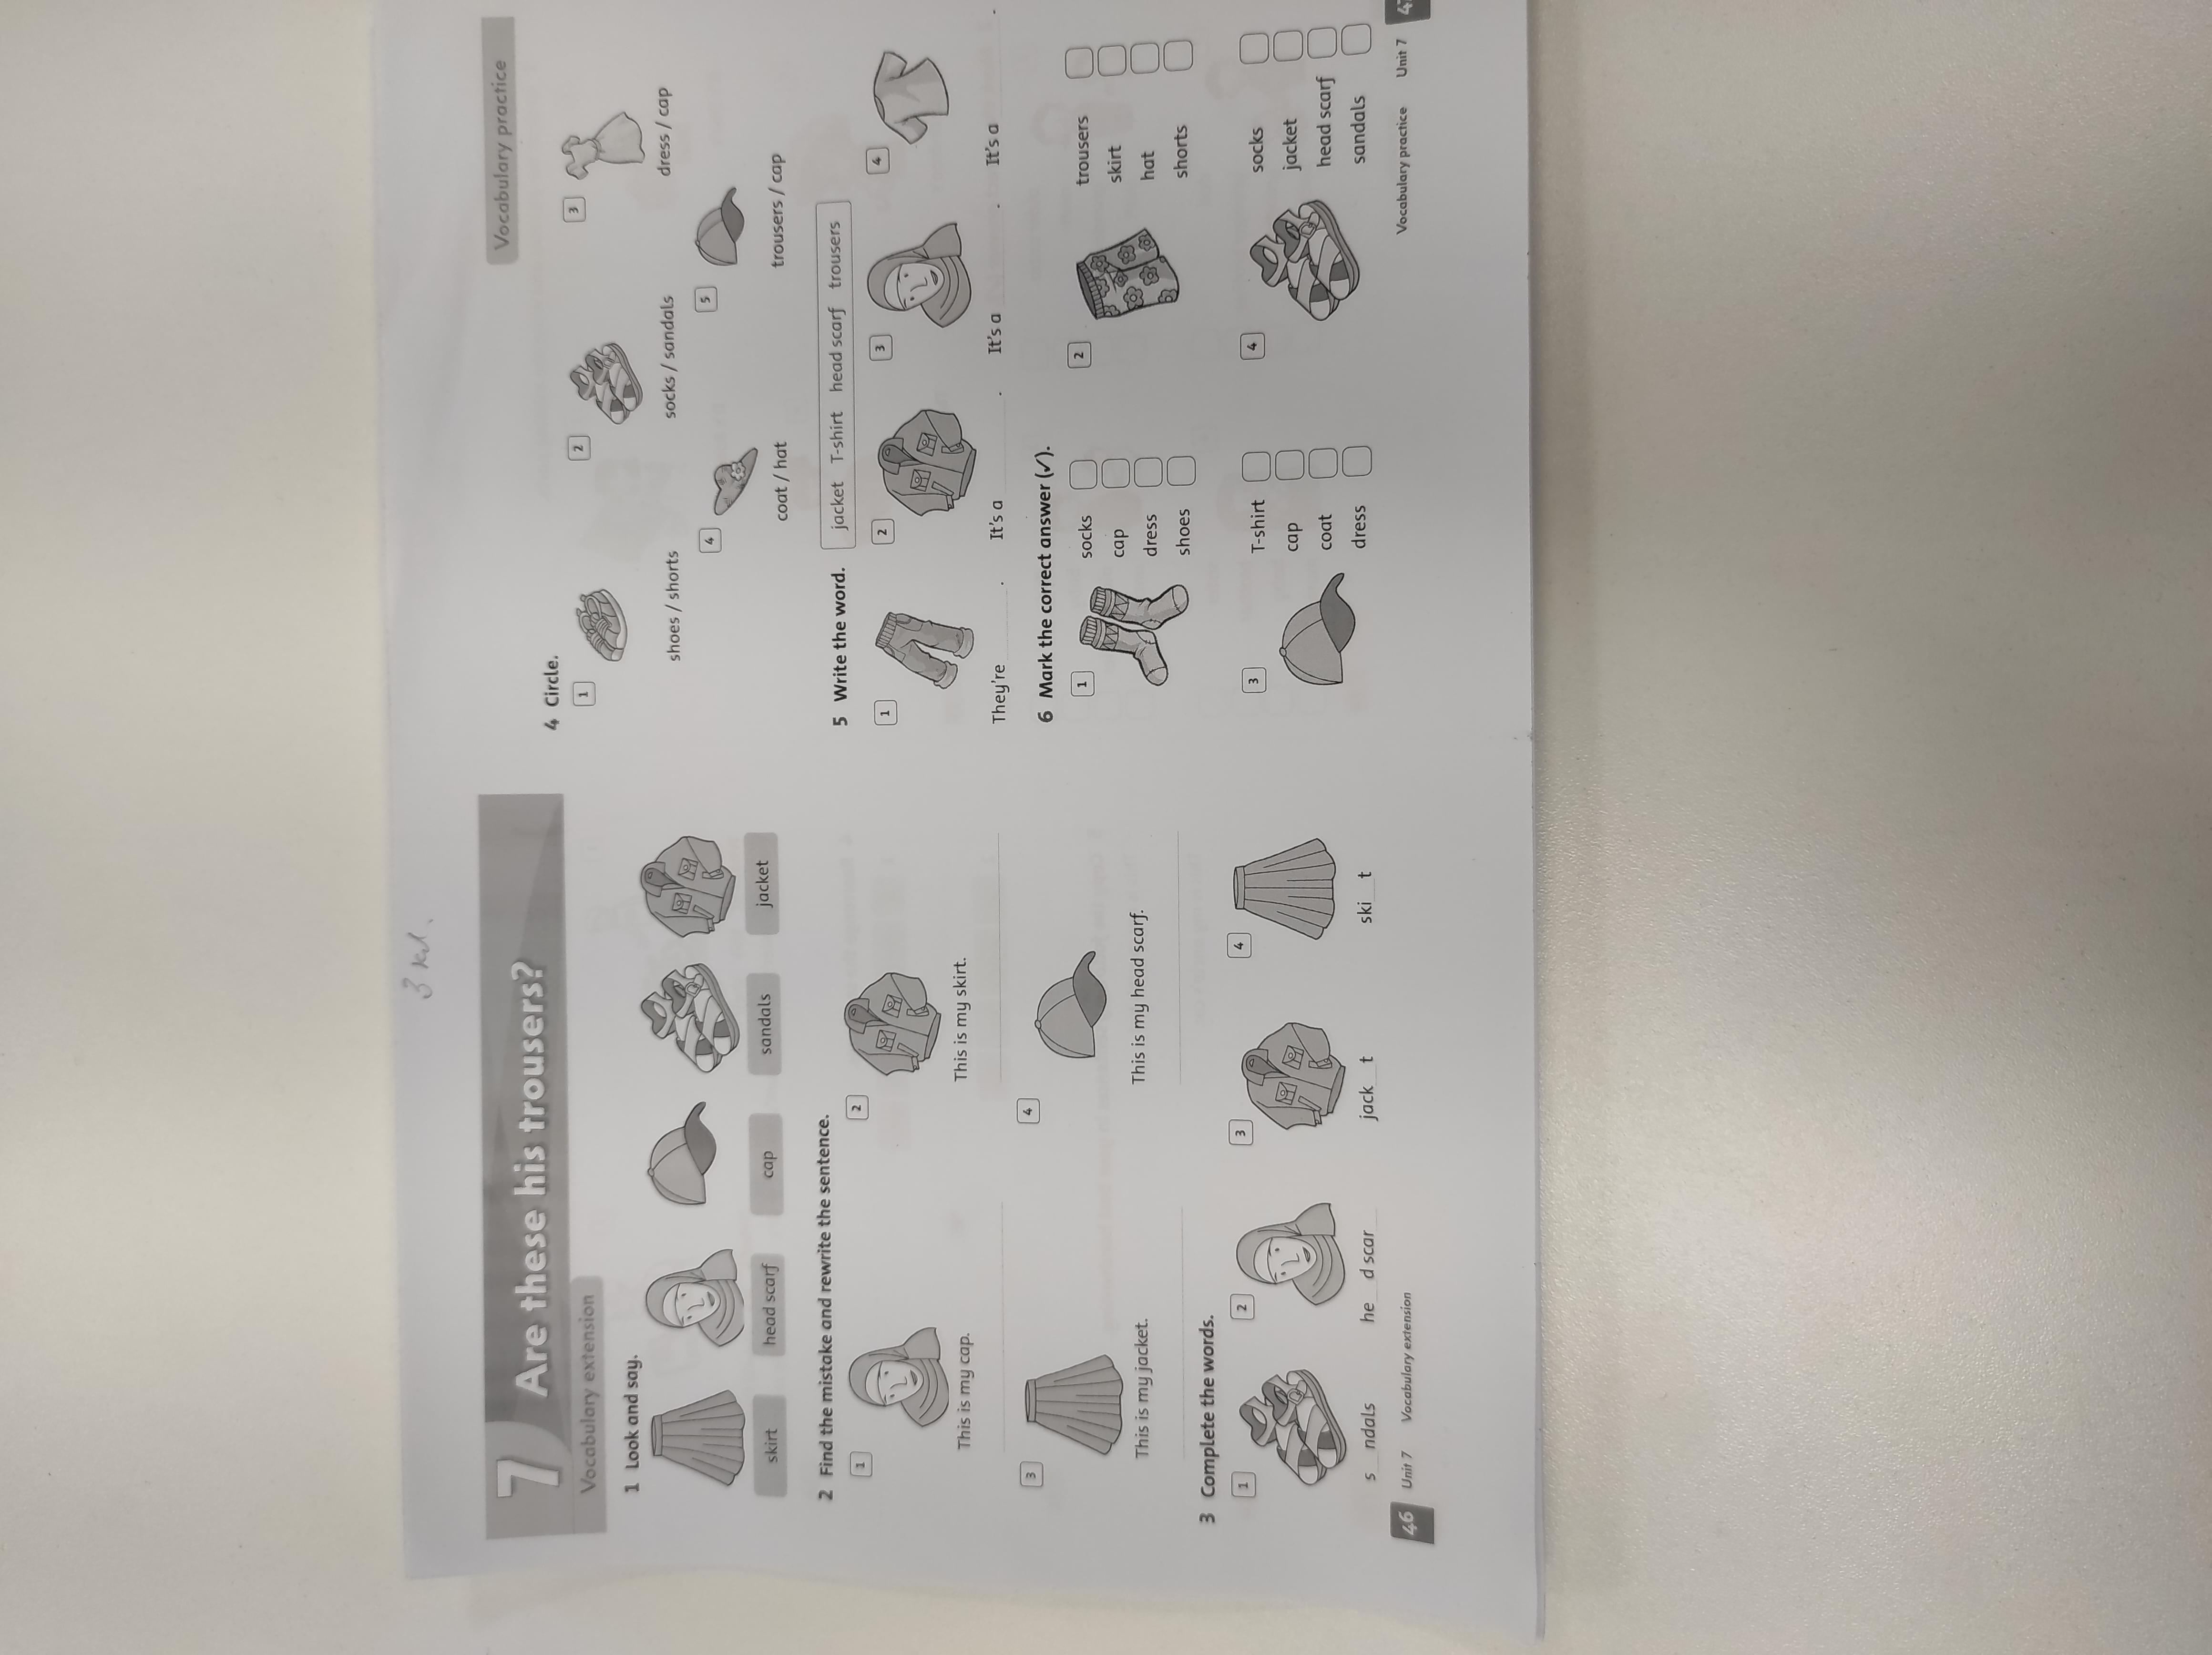 3 кл.
7 Are these his trousers?
Vocabulary extension
1 Look and say.
skirt head scarf cap sandals jacket
2 Find the mistake and rewrite the sentence.
1 2
This is my cap. This is my skirt.
3 4
This is my jacket. This is my head scarf.
3 Complete the words.
1 2 3 4
s ndals he d scar jack t ski t
46 Unit 7 Vocabulary extension
Vocabulary practice
4 Circle.
1 2 3
shoes / shorts socks / sandals dress / cap
4 5
coat / hat trousers / cap
5 Write the word. jacket T-shirt head scarf trousers
1 2 3 4
They're . It's a . It's a . It's a .
6 Mark the correct answer (✓).
1 socks
cap
dress
shoes
2 trousers
skirt
hat
shorts
3 T-shirt
cap
coat
dress
4 socks
jacket
head scarf
sandals
Vocabulary practice Unit 7